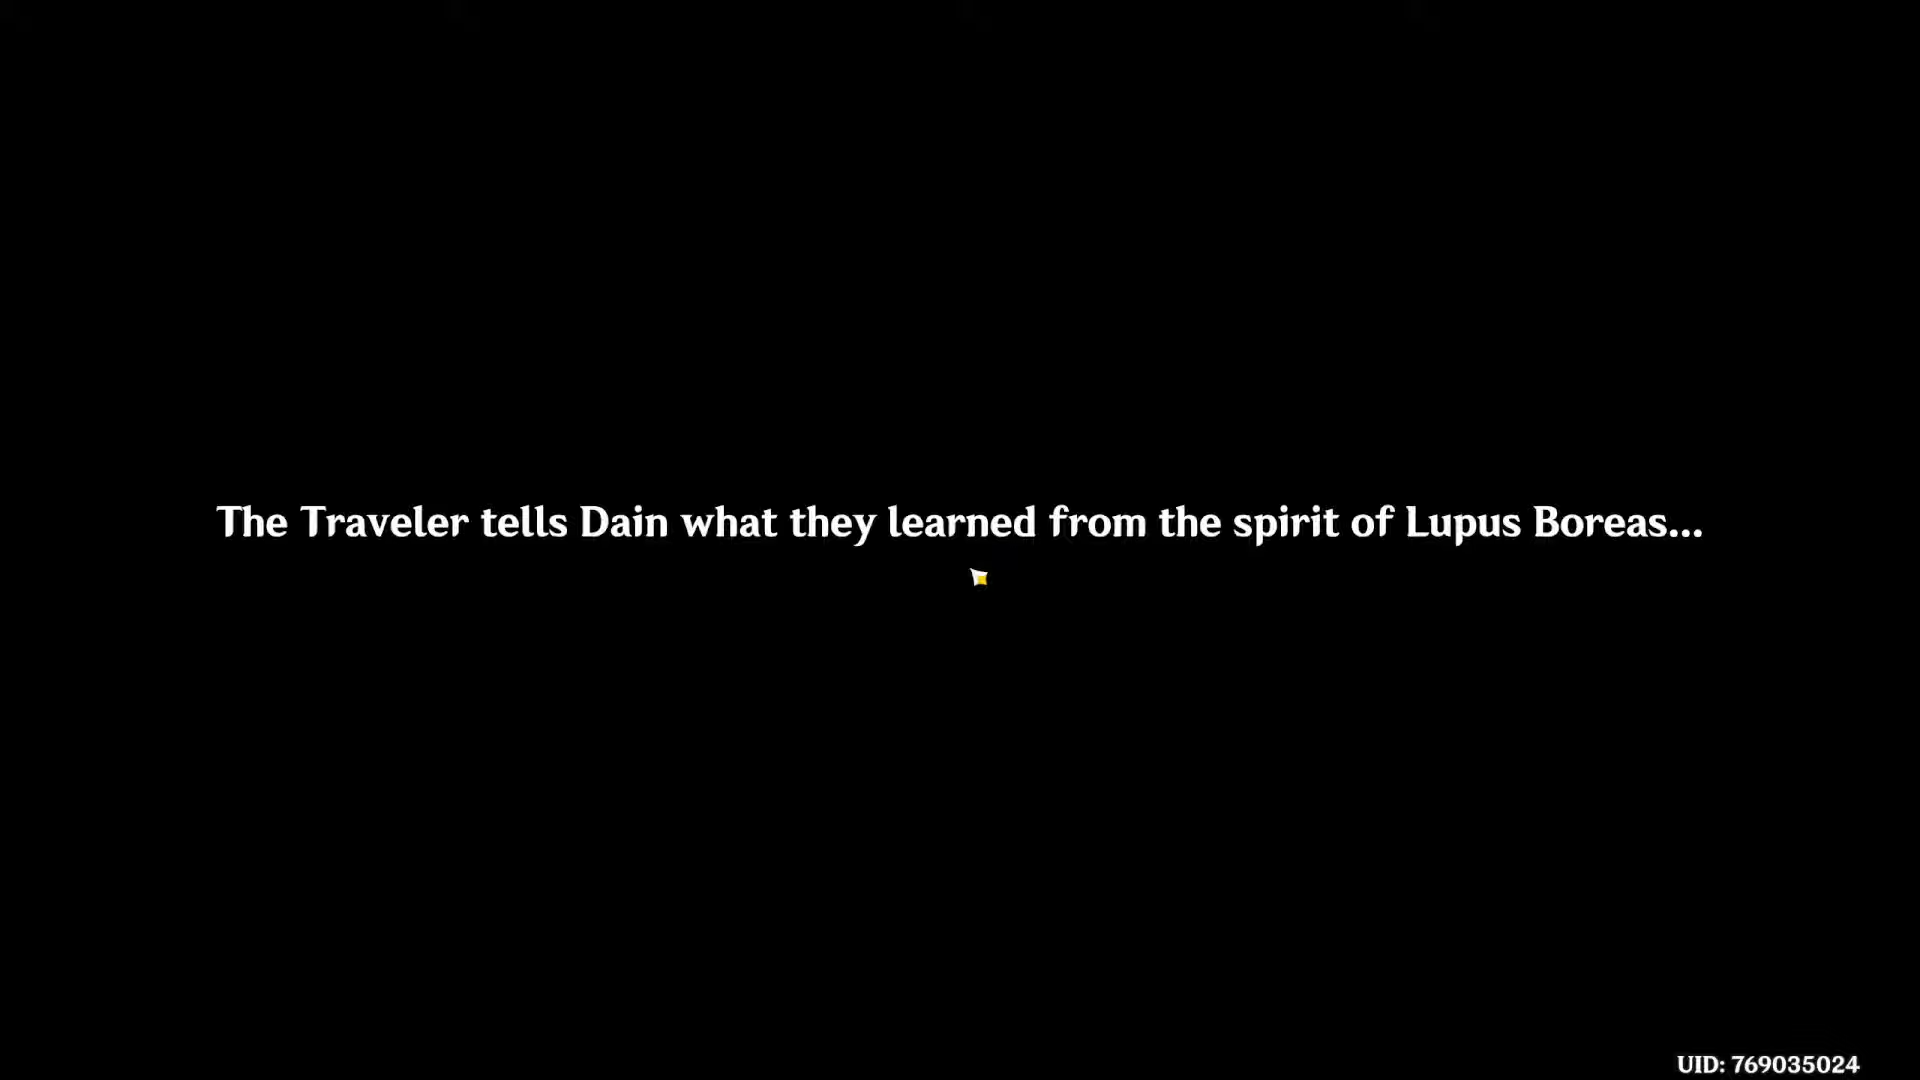 The Traveler tells Dain what they learned from the spirit of Lupus Boreas...
UID: 769035024